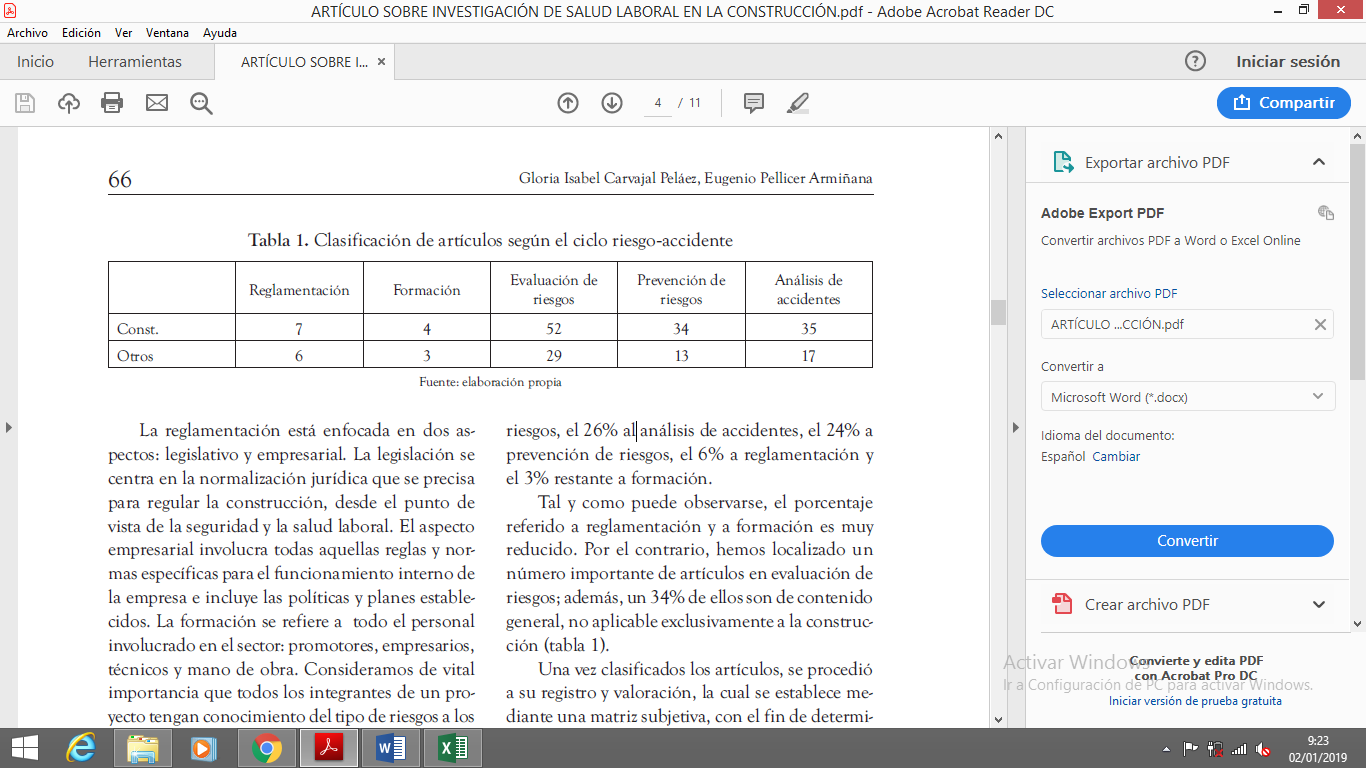 ARTÍCULO SOBRE INVESTIGACIÓN DE SALUD LABORAL EN LA CONSTRUCCIÓN.pdf - Adobe Acrobat Reader DC
Archivo Edición Ver Ventana Ayuda
Inicio Herramientas ARTÍCULO SOBRE I... × Iniciar sesión
4 / 11 Compartir
66 Gloria Isabel Carvajal Peláez, Eugenio Pellicer Armiñana
Tabla 1. Clasificación de artículos según el ciclo riesgo-accidente
Reglamentación Formación Evaluación de riesgos Prevención de riesgos Análisis de accidentes
Const. 7 4 52 34 35
Otros 6 3 29 13 17
Fuente: elaboración propia
La reglamentación está enfocada en dos as-
pectos: legislativo y empresarial. La legislación se
centra en la normalización jurídica que se precisa
para regular la construcción, desde el punto de
vista de la seguridad y la salud laboral. El aspecto
empresarial involucra todas aquellas reglas y nor-
mas específicas para el funcionamiento interno de
la empresa e incluye las políticas y planes estable-
cidos. La formación se refiere a todo el personal
involucrado en el sector: promotores, empresarios,
técnicos y mano de obra. Consideramos de vital
importancia que todos los integrantes de un pro-
yecto tengan conocimiento del tipo de riesgos a los
riesgos, el 26% al análisis de accidentes, el 24% a
prevención de riesgos, el 6% a reglamentación y
el 3% restante a formación.
Tal y como puede observarse, el porcentaje
referido a reglamentación y a formación es muy
reducido. Por el contrario, hemos localizado un
número importante de artículos en evaluación de
riesgos; además, un 34% de ellos son de contenido
general, no aplicable exclusivamente a la construc-
ción (tabla 1).
Una vez clasificados los artículos, se procedió
a su registro y valoración, la cual se establece me-
diante una matriz subjetiva, con el fin de determi-
Exportar archivo PDF
Adobe Export PDF
Convertir archivos PDF a Word o Excel Online
Seleccionar archivo PDF
ARTÍCULO ...CCIÓN.pdf
Convertir a
Microsoft Word (*.docx)
Idioma del documento:
Español Cambiar
Convertir
Crear archivo PDF
Convierte y edita PDF
con Acrobat Pro DC
Iniciar versión de prueba gratuita
Activar Windows
Ir a Configuración de PC para activar Windows.
9:23
02/01/2019